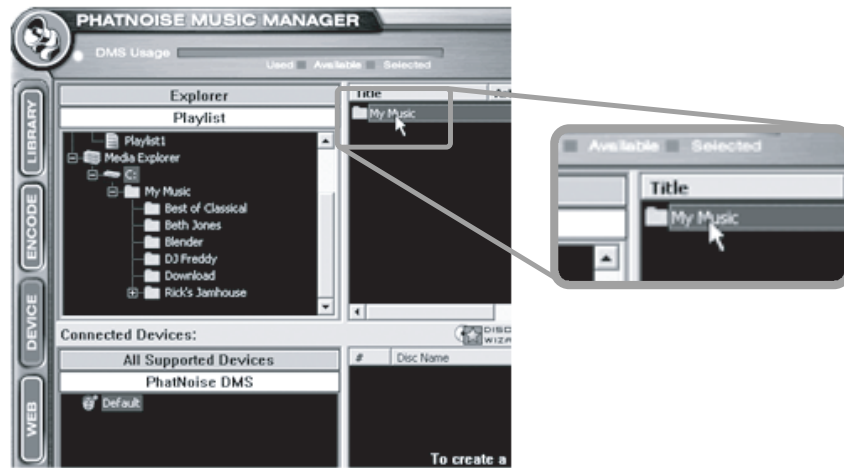 PHATNOISE MUSIC MANAGER
DMS Usage
Used Available Selected
LIBRARY
ENCODE
DEVICE
WEB
Explorer
Playlist
Playlist1
Media Explorer
C:
My Music
Best of Classical
Beth Jones
Blender
DJ Freddy
Download
Rick's Jamhouse
Title
My Music
Connected Devices:
All Supported Devices
PhatNoise DMS
Default
# Disc Name
To create a
Available Selected
Title
My Music